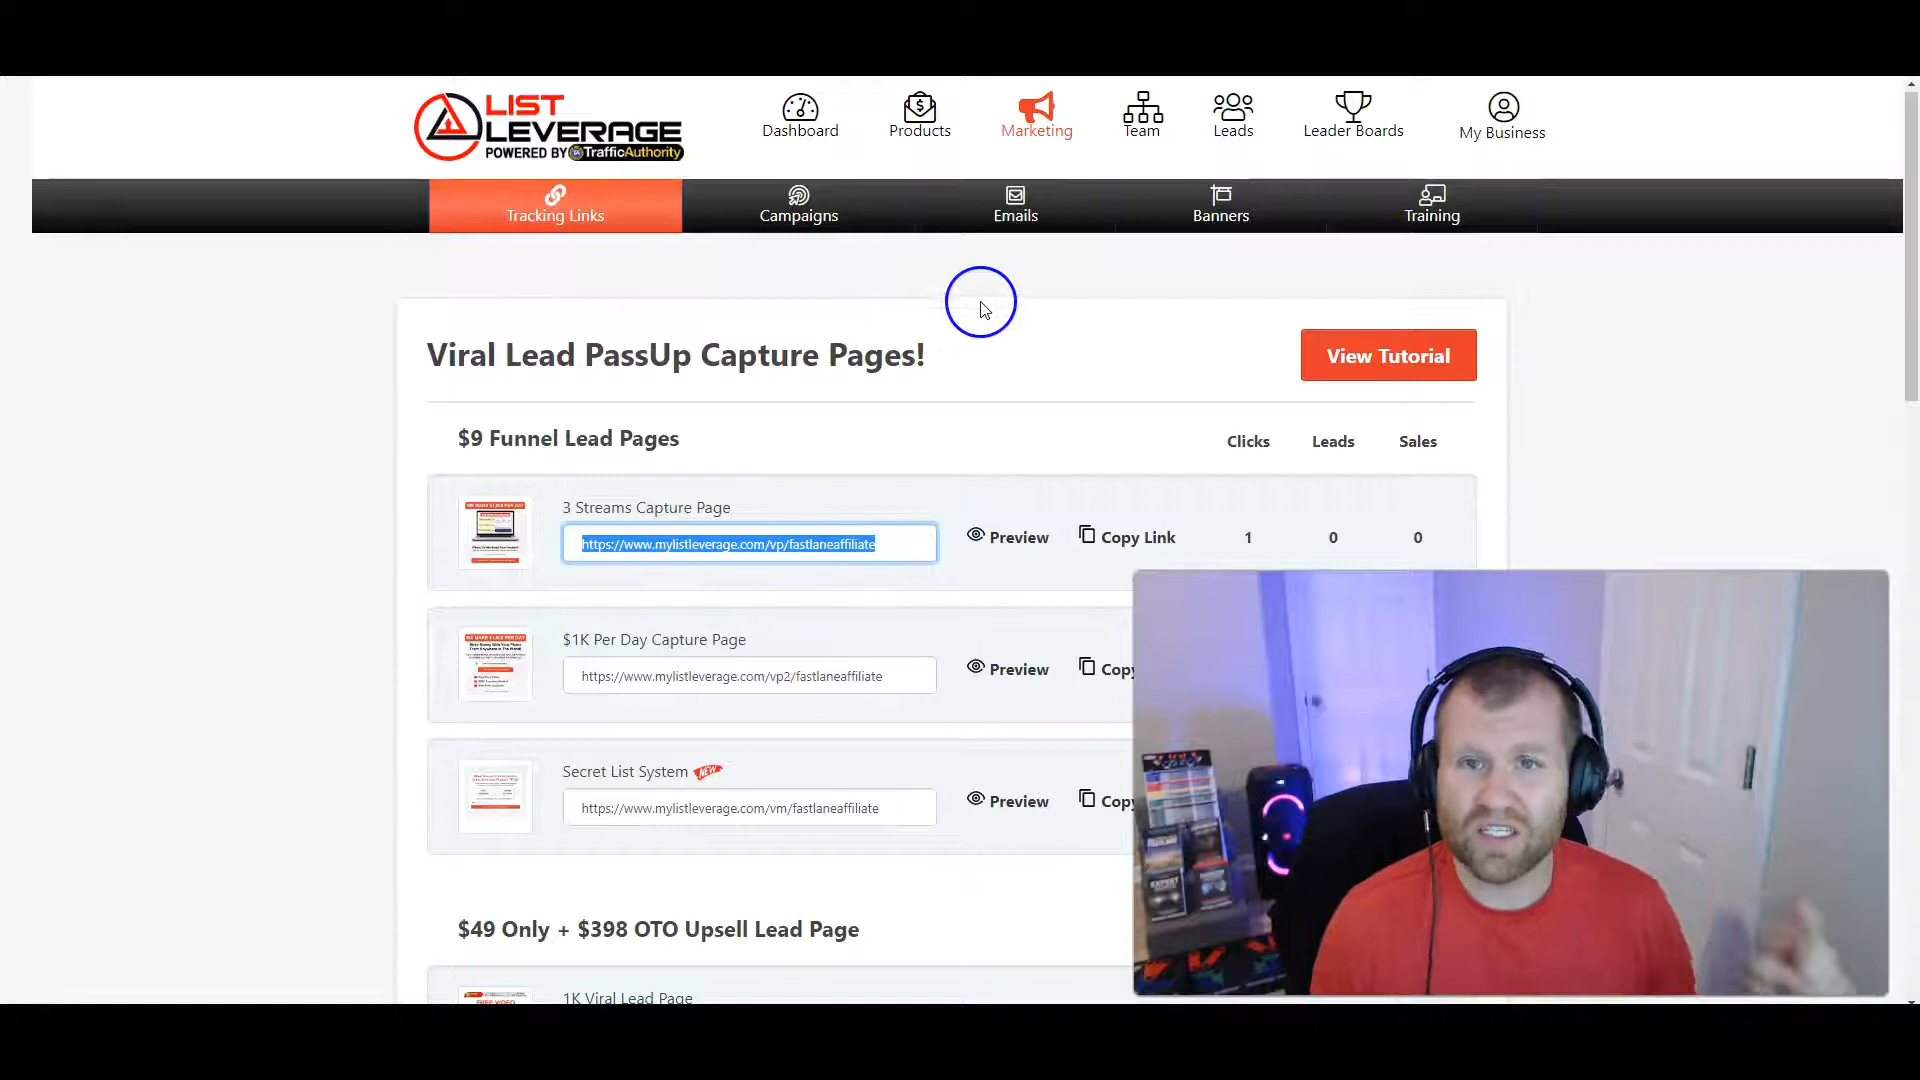 LIST
LEVERAGE
POWERED BY TrafficAuthority
Dashboard
Products
Marketing
Team
Leads
Leader Boards
My Business
Tracking Links
Campaigns
Emails
Banners
Training
Viral Lead PassUp Capture Pages!
View Tutorial
$9 Funnel Lead Pages
Clicks
Leads
Sales
3 Streams Capture Page
https://www.mylistleverage.com/vp/fastlaneaffiliate
Preview
Copy Link
1
0
0
$1K Per Day Capture Page
https://www.mylistleverage.com/vp2/fastlaneaffiliate
Preview
Copy
Secret List System NEW
https://www.mylistleverage.com/vm/fastlaneaffiliate
Preview
Copy
$49 Only + $398 OTO Upsell Lead Page
1K Viral Lead Page
FREE VIDEO